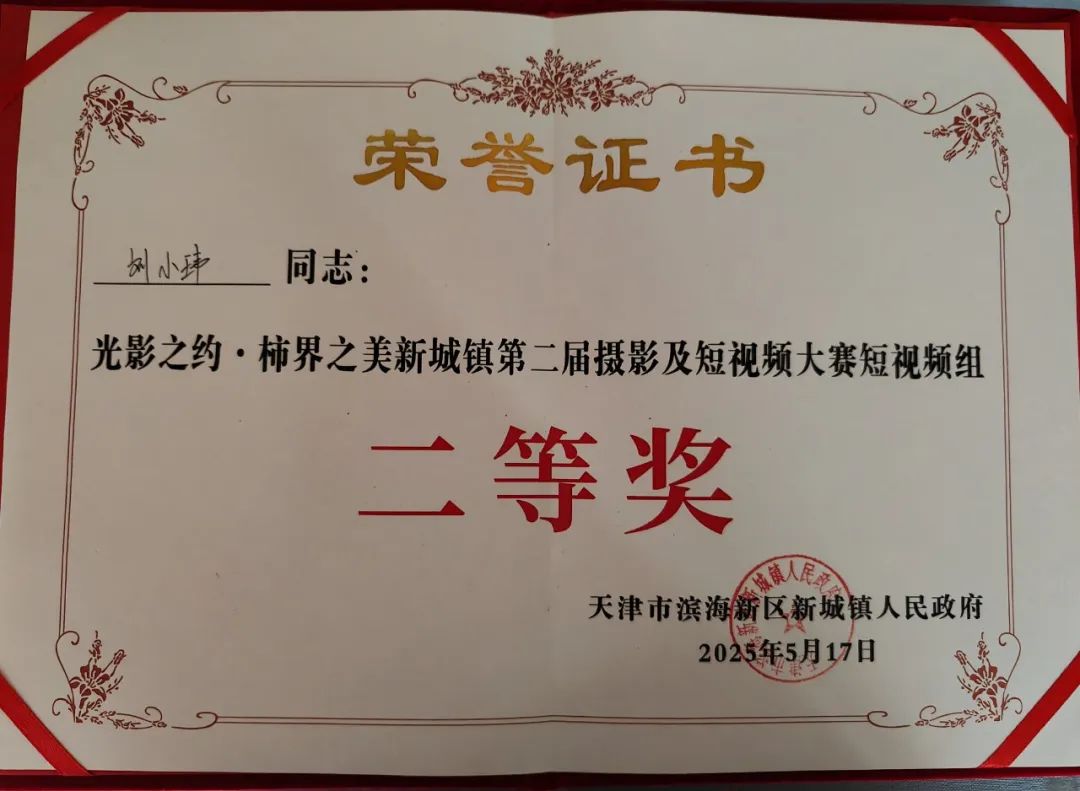 荣誉证书
刘小玮 同志：
光影之约·柿界之美新城镇第二届摄影及短视频大赛短视频组
二等奖
天津市滨海新区新城镇人民政府
2025年5月17日